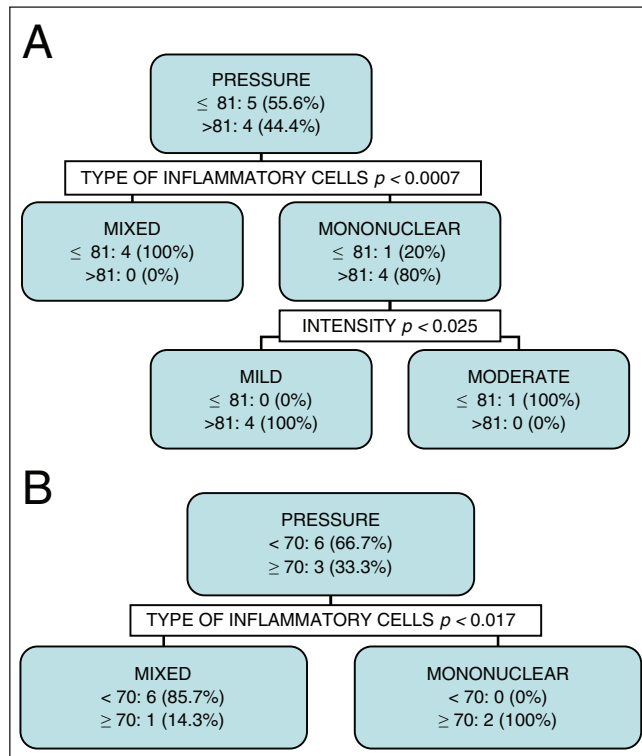 A
PRESSURE
≤ 81: 5 (55.6%)
>81: 4 (44.4%)
TYPE OF INFLAMMATORY CELLS p < 0.0007
MIXED
≤ 81: 4 (100%)
>81: 0 (0%)
MONONUCLEAR
≤ 81: 1 (20%)
>81: 4 (80%)
INTENSITY p < 0.025
MILD
≤ 81: 0 (0%)
>81: 4 (100%)
MODERATE
≤ 81: 1 (100%)
>81: 0 (0%)
B
PRESSURE
< 70: 6 (66.7%)
≥ 70: 3 (33.3%)
TYPE OF INFLAMMATORY CELLS p < 0.017
MIXED
< 70: 6 (85.7%)
≥ 70: 1 (14.3%)
MONONUCLEAR
< 70: 0 (0%)
≥ 70: 2 (100%)